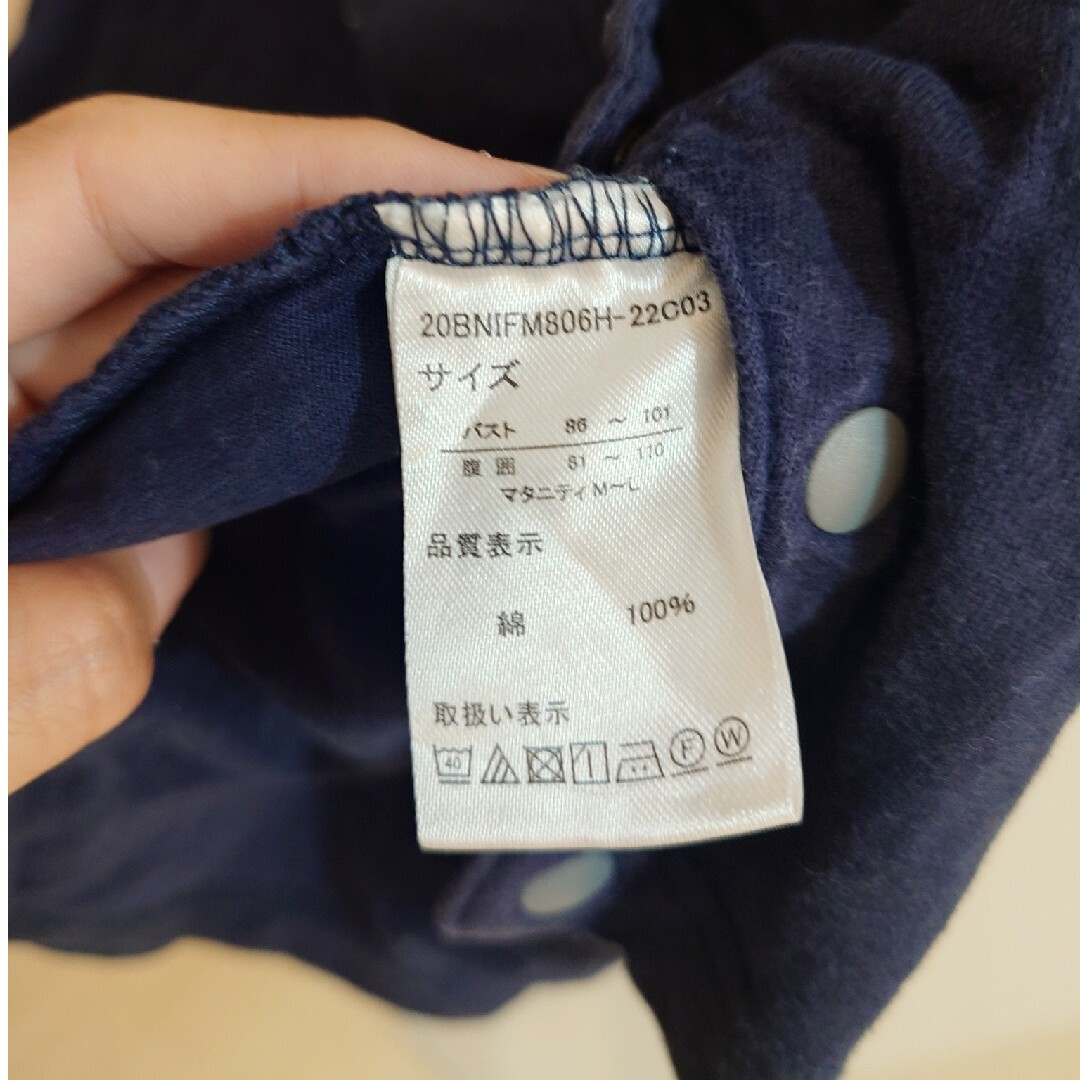 20BNIFM806H-22C03
サイズ
バスト 86 ～ 101
腹囲 81 ～ 110
マタニティM～L
品質表示
綿 100%
取扱い表示
40 F W